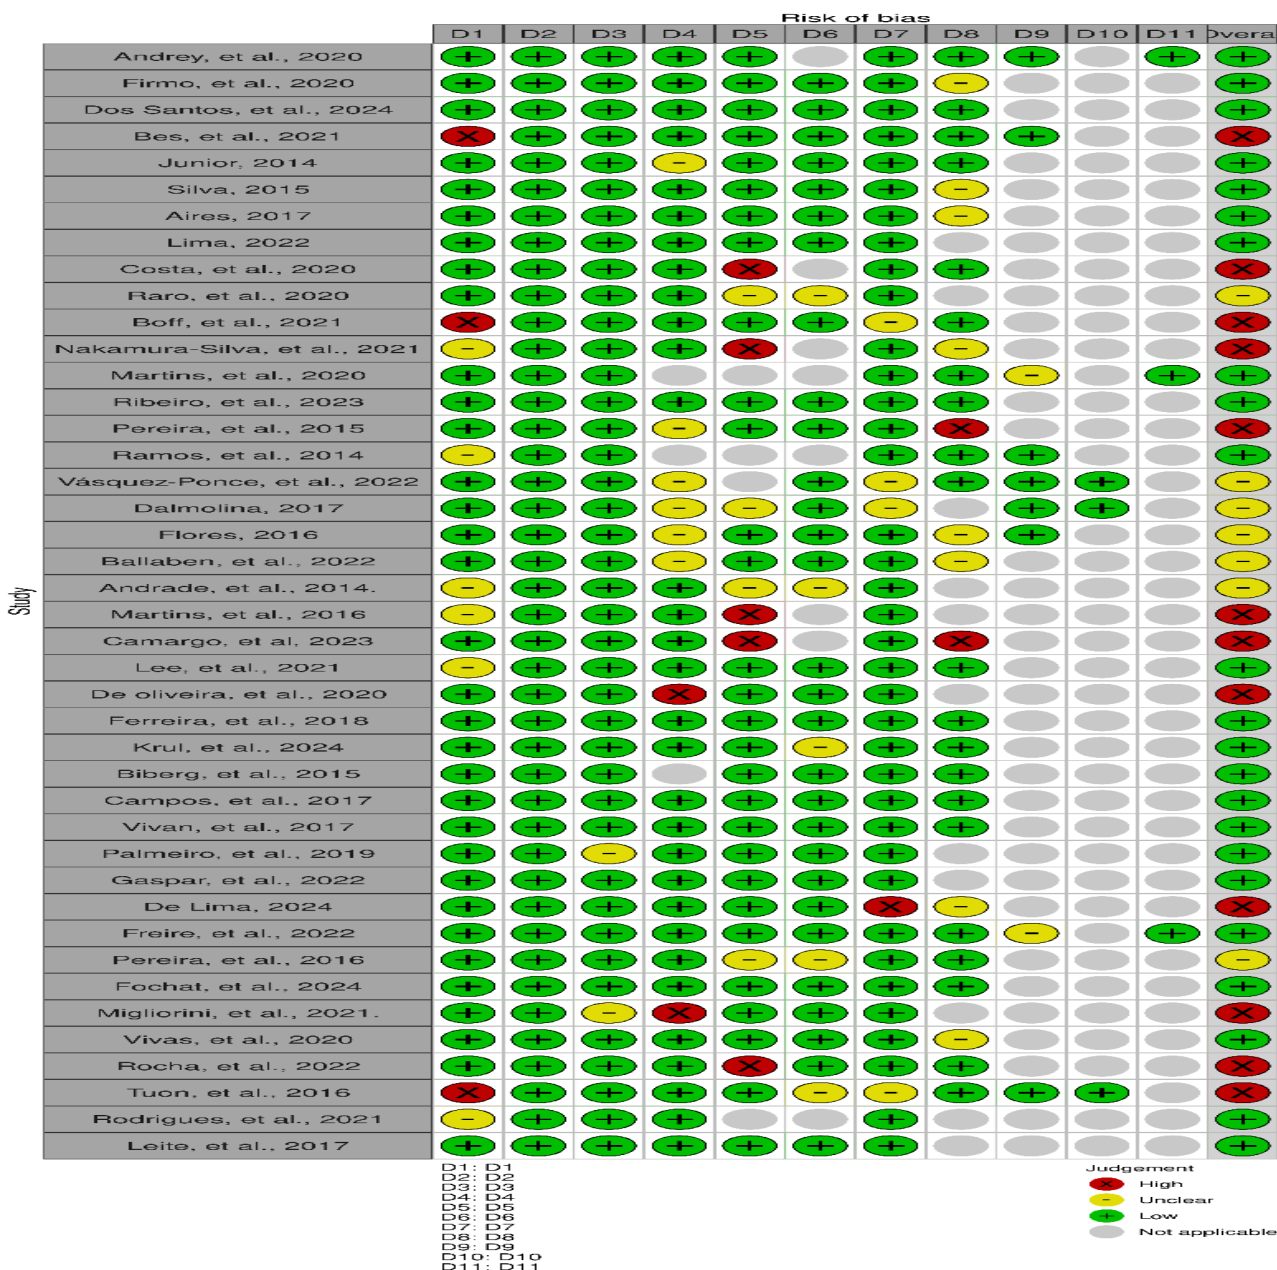 Risk of bias
D1 D2 D3 D4 D5 D6 D7 D8 D9 D10 D11 Overal
Andrey, et al., 2020
Firmo, et al., 2020
Dos Santos, et al., 2024
Bes, et al., 2021
Junior, 2014
Silva, 2015
Aires, 2017
Lima, 2022
Costa, et al., 2020
Raro, et al., 2020
Boff, et al., 2021
Nakamura-Silva, et al., 2021
Martins, et al., 2020
Ribeiro, et al., 2023
Pereira, et al., 2015
Ramos, et al., 2014
Vásquez-Ponce, et al., 2022
Dalmolina, 2017
Flores, 2016
Ballaben, et al., 2022
Andrade, et al., 2014.
Study
Martins, et al., 2016
Camargo, et al, 2023
Lee, et al., 2021
De oliveira, et al., 2020
Ferreira, et al., 2018
Krul, et al., 2024
Biberg, et al., 2015
Campos, et al., 2017
Vivan, et al., 2017
Palmeiro, et al., 2019
Gaspar, et al., 2022
De Lima, 2024
Freire, et al., 2022
Pereira, et al., 2016
Fochat, et al., 2024
Migliorini, et al., 2021.
Vivas, et al., 2020
Rocha, et al., 2022
Tuon, et al., 2016
Rodrigues, et al., 2021
Leite, et al., 2017
D1: D1
D2: D2
D3: D3
D4: D4
D5: D5
D6: D6
D7: D7
D8: D8
D9: D9
D10: D10
D11: D11
Judgement
High
Unclear
Low
Not applicable